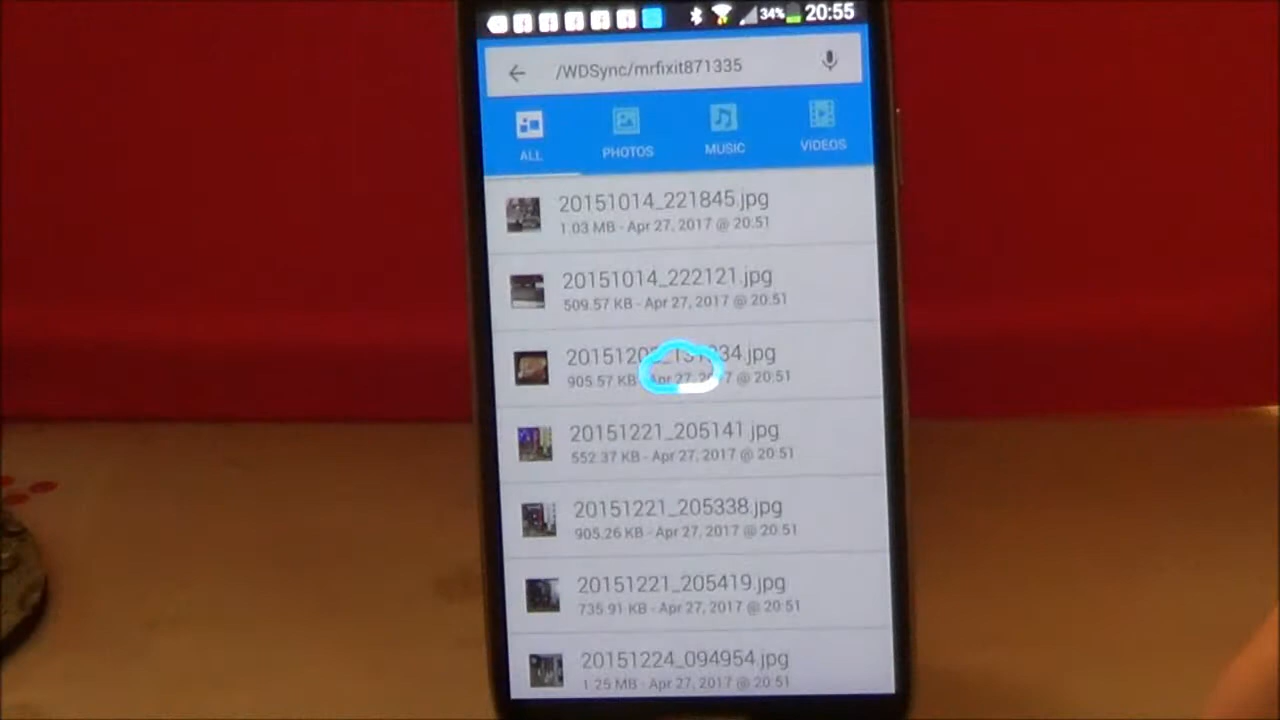 34% 20:55
/WDSync/mrfixit871335
ALL PHOTOS MUSIC VIDEOS
20151014_221845.jpg
1.03 MB - Apr 27, 2017 @ 20:51
20151014_222121.jpg
509.57 KB - Apr 27, 2017 @ 20:51
905.57 KB - Apr 27, 2017 @ 20:51
20151221_205141.jpg
552.37 KB - Apr 27, 2017 @ 20:51
20151221_205338.jpg
905.26 KB - Apr 27, 2017 @ 20:51
20151221_205419.jpg
735.91 KB - Apr 27, 2017 @ 20:51
20151224_094954.jpg
1.25 MB - Apr 27, 2017 @ 20:51